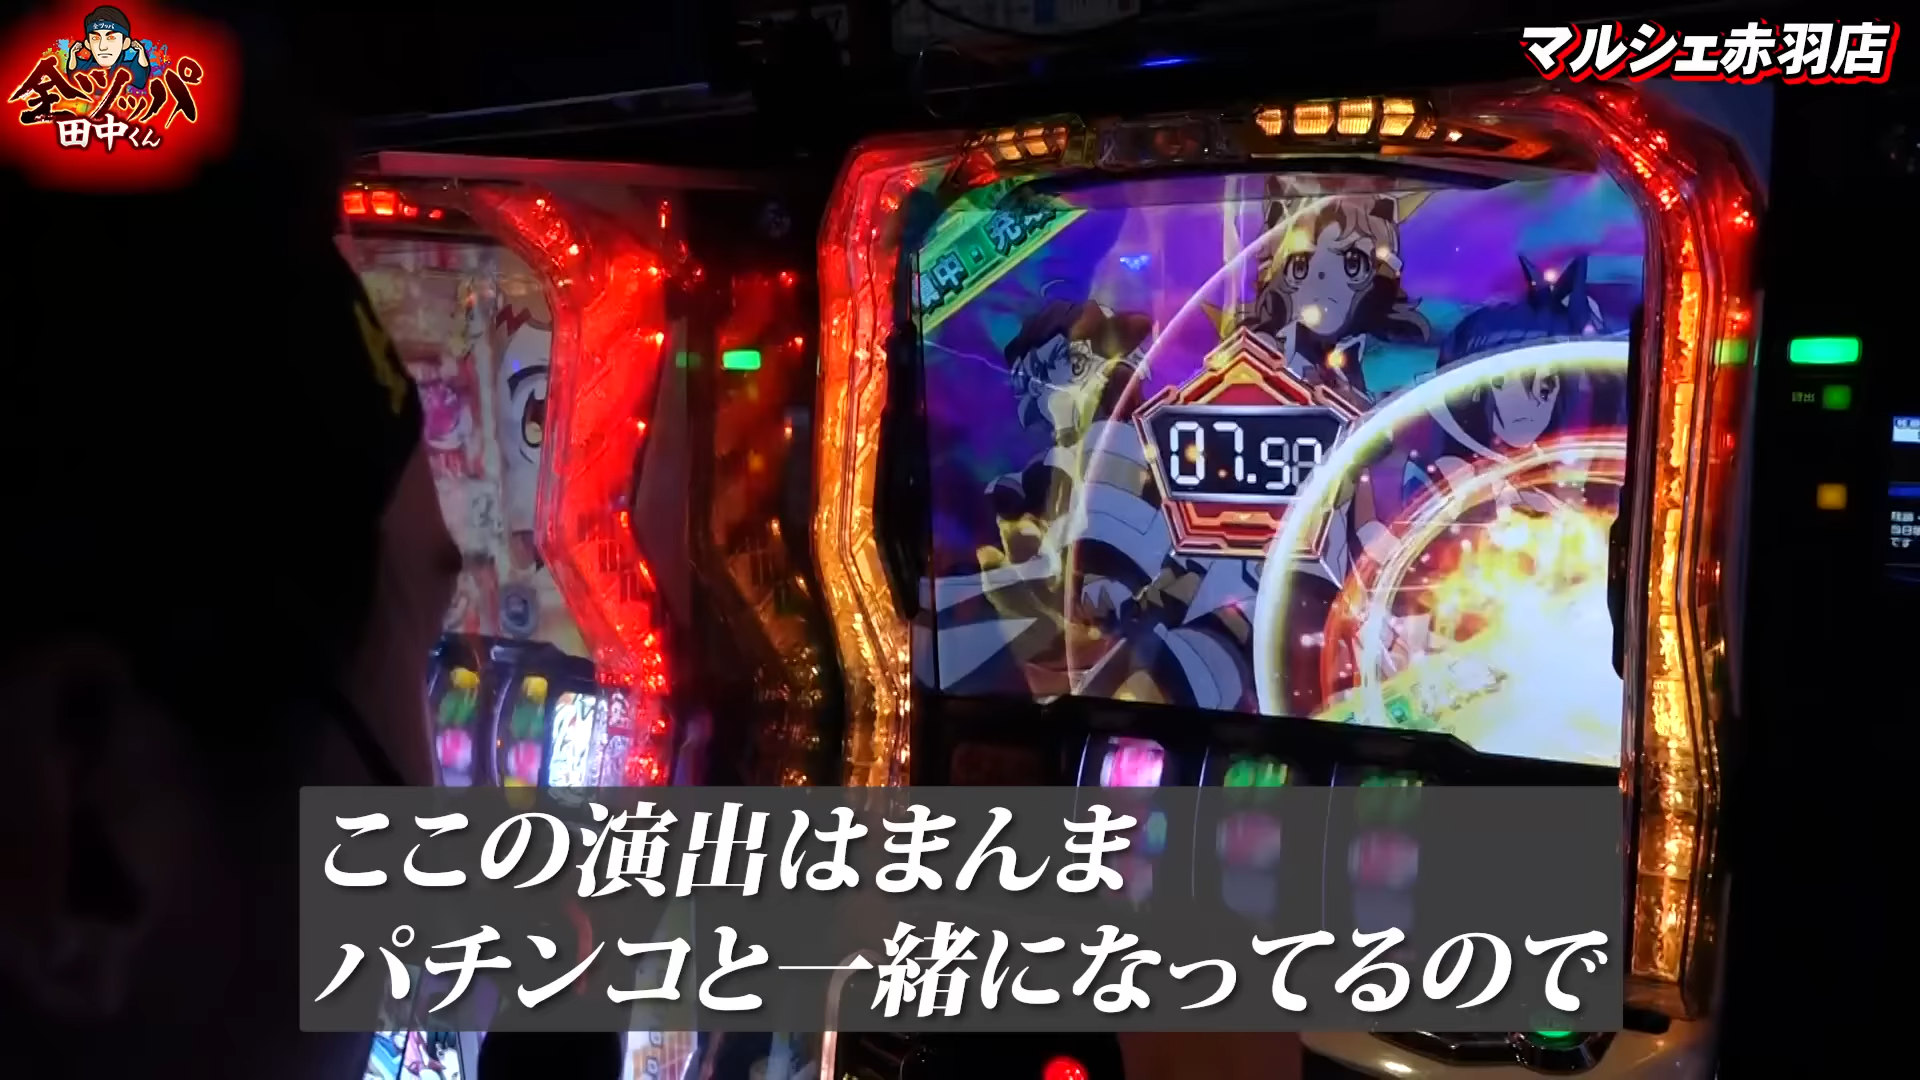 全ツッパ
田中くん
マルシェ赤羽店
07.98
貸出
ここの演出はまんま
パチンコと一緒になってるので